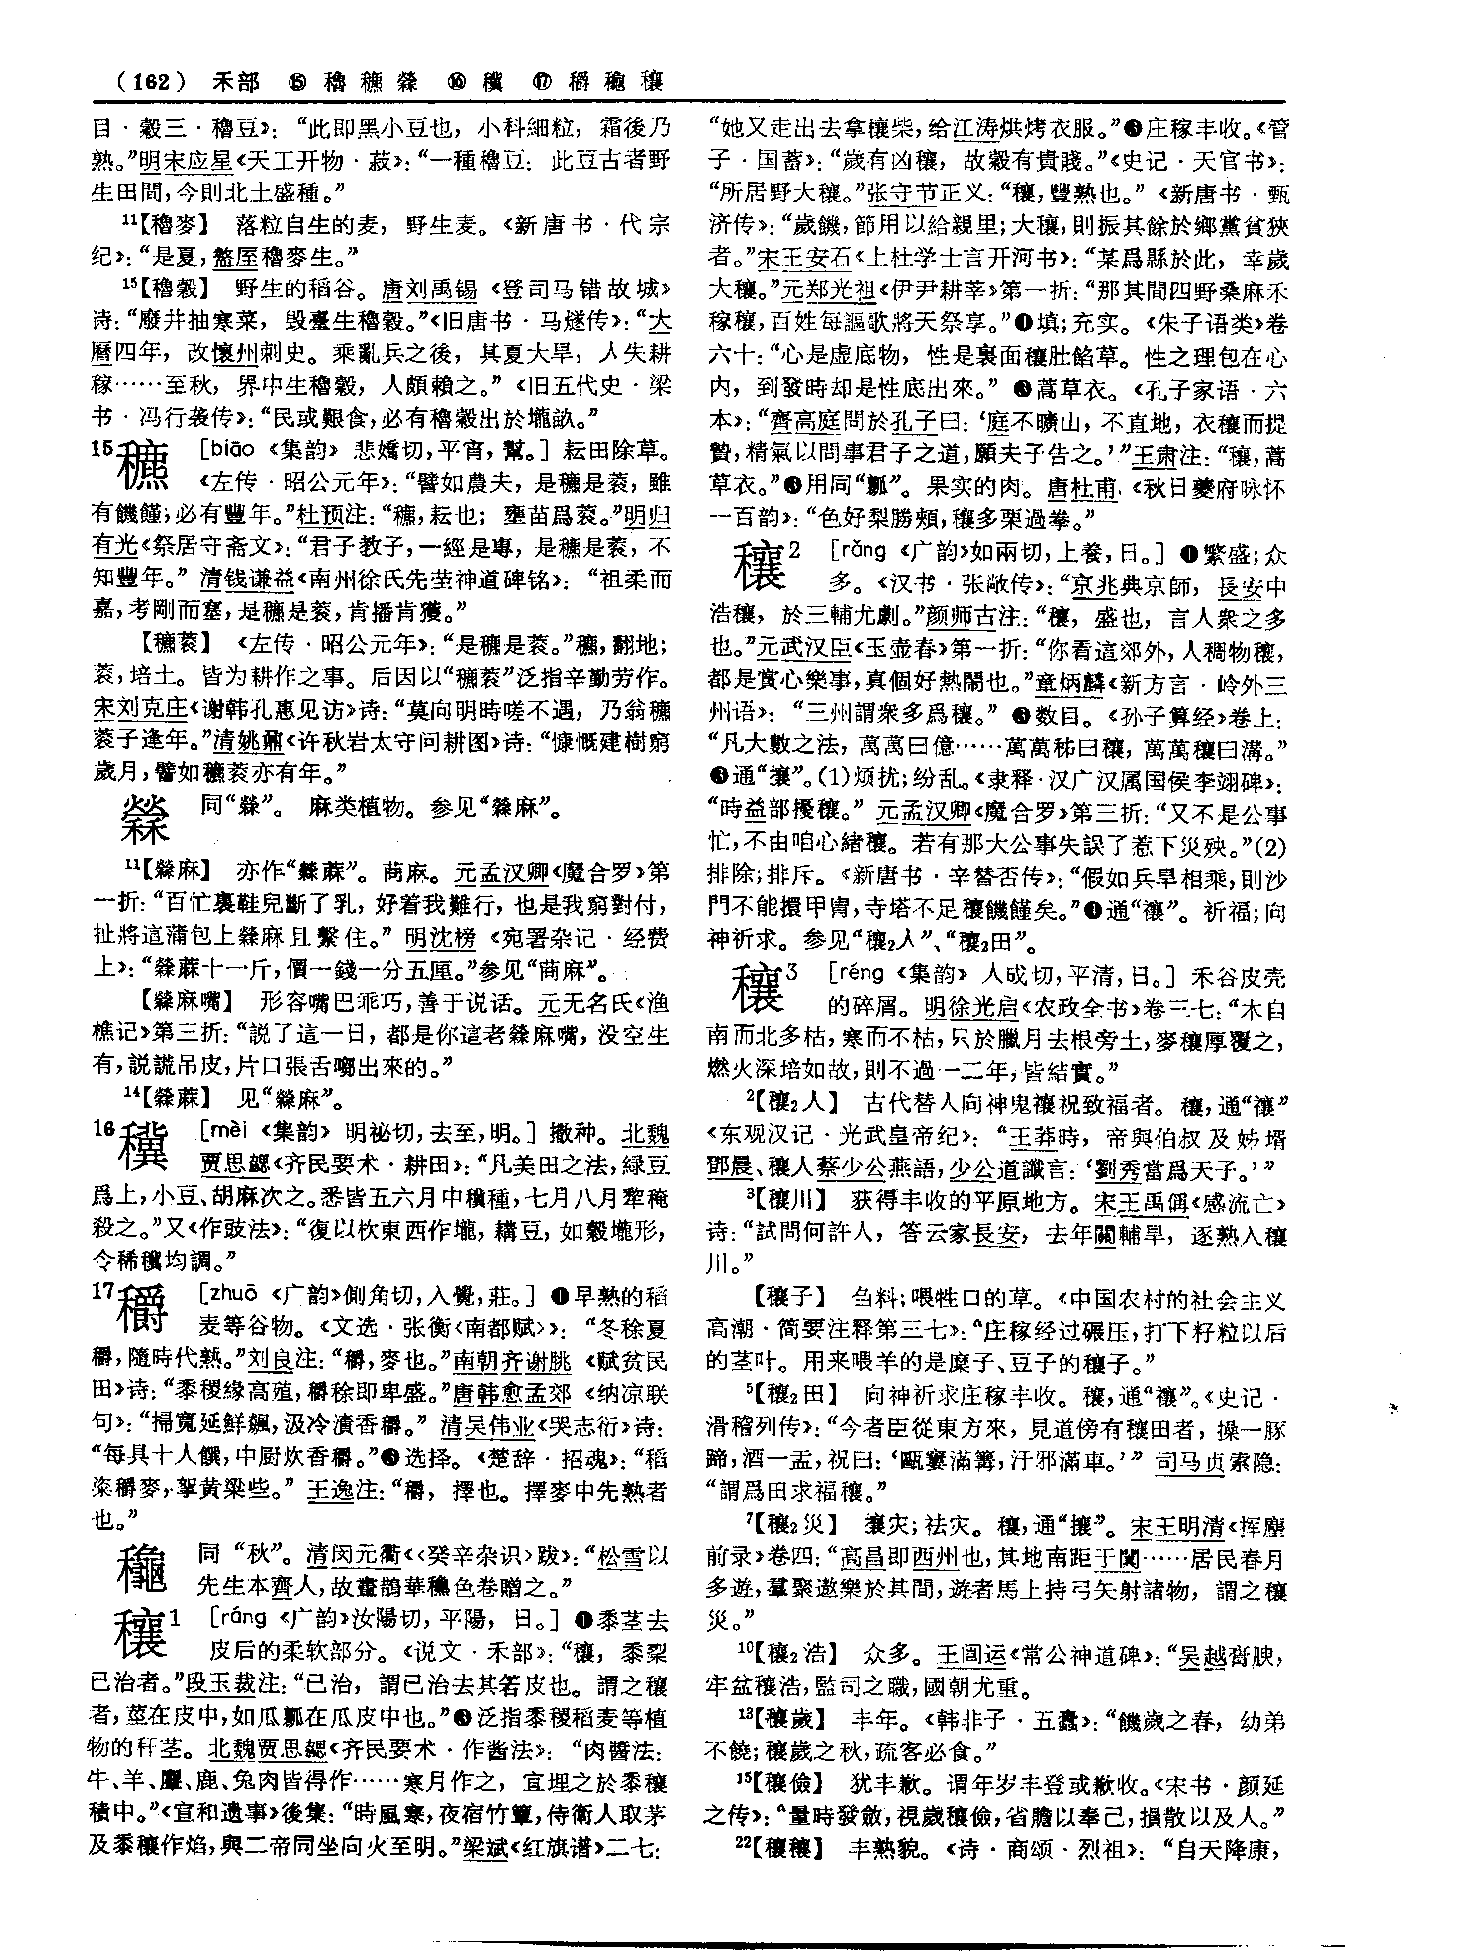 (162) 禾部 ⑮ 穭穮䅹 ⑯ 穖 ⑰ 穛龝穰
目·穀三·穭豆》：“此即黑小豆也，小科細粒，霜後乃
熟。”明宋应星《天工开物·菽》：“一種穭豆：此豆古者野
生田間，今則北土盛種。”
11【穭麥】 落粒自生的麦，野生麦。《新唐书·代宗
纪》：“是夏，盩厔穭麥生。”
15【穭穀】 野生的稻谷。唐刘禹锡《登司马错故城》
诗：“廢井抽寒菜，毁臺生穭穀。”《旧唐书·马燧传》：“大
曆四年，改懷州刺史。乘亂兵之後，其夏大旱，人失耕
稼……至秋，界中生穭穀，人頗賴之。”《旧五代史·梁
书·冯行袭传》：“民或艱食，必有穭穀出於壠畝。”
15穮 [biāo《集韵》悲嬌切，平宵，幫。] 耘田除草。
《左传·昭公元年》：“譬如農夫，是穮是蔉，雖
有饑饉，必有豐年。”杜预注：“穮，耘也；壅苗爲蔉。”明归
有光《祭居守斋文》：“君子教子，一經是專，是穮是蔉，不
知豐年。”清钱谦益《南州徐氏先茔神道碑铭》：“祖柔而
嘉，考剛而塞，是穮是蔉，肯播肯獲。”
【穮蔉】 《左传·昭公元年》：“是穮是蔉。”穮，翻地；
蔉，培土。皆为耕作之事。后因以“穮蔉”泛指辛勤劳作。
宋刘克庄《谢韩孔惠见访》诗：“莫向明時嗟不遇，乃翁穮
蔉子逢年。”清姚鼐《许秋岩太守问耕图》诗：“慷慨建樹窮
歲月，譬如穮蔉亦有年。”
同“䔛”。 麻类植物。参见“䔛麻”。
亦作“”。 苘麻。元孟汉卿《魔合罗》第
一折：“百忙裏鞋兒斷了乳，好着我難行，也是我窮對付，
扯將這蒲包上麻且繫住。”明沈榜《宛署杂记·经费
上》：“十一斤，價一錢一分五厘。”参见“苘麻”。
形容嘴巴乖巧，善于说话。元无名氏《渔
樵记》第三折：“説了這一日，都是你這老麻嘴，没空生
有，説謊吊皮，片口張舌嘲出來的。”
14 见“麻”。
16 [mèi《集韵》明祕切，去至，明。] 撒种。北魏
贾思勰《齐民要术·耕田》：“凡美田之法，緑豆
爲上，小豆、胡麻次之。悉皆五六月中種，七月八月犂䅖
殺之。”又《作豉法》：“復以杴東西作壠，耩豆，如穀壠形，
令稀穊均調。”
17穛 [zhuō《广韵》側角切，入覺，莊。] ❶早熟的稻
麦等谷物。《文选·张衡〈南都赋〉》：“冬稌夏
穱，隨時代熟。”刘良注：“穱，麥也。”南朝齐谢朓《赋贫民
田》诗：“黍稷緣高殖，穱稌即卑盛。”唐韩愈孟郊《纳凉联
句》：“掃寬延鮮飈，汲冷漬香穱。”清吴伟业《哭志衍》诗：
“每具十人饌，中厨炊香穱。”❷选择。《楚辞·招魂》：“稻
粢穱麥，挐黄粱些。”王逸注：“穱，擇也。擇麥中先熟者
也。”
龝 同“秋”。清闵元衢《〈癸辛杂识〉跋》：“松雪以
先生本齊人，故畫鵲華龝色卷贈之。”
穰1 [ráng《广韵》汝陽切，平陽，日。] ❶黍茎去
皮后的柔软部分。《说文·禾部》：“穰，黍䅀
已治者。”段玉裁注：“已治，謂已治去其箬皮也。謂之穰
者，莖在皮中，如瓜瓤在瓜皮中也。”❷泛指黍稷稻麦等植
物的秆茎。北魏贾思勰《齐民要术·作酱法》：“肉醬法：
牛、羊、麞、鹿、兔肉皆得作……寒月作之，宜埋之於黍穰
積中。”《宣和遗事》後集：“時風寒，夜宿竹簟，侍衛人取茅
及黍穰作焰，與二帝同坐向火至明。”梁斌《红旗谱》二七：
“她又走出去拿穰柴，给江涛烘烤衣服。”❸庄稼丰收。《管
子·国蓄》：“歲有凶穰，故穀有貴賤。”《史记·天官书》：
“所居野大穰。”张守节正义：“穰，豐熟也。”《新唐书·甄
济传》：“歲饑，節用以給親里；大穰，則振其餘於鄉黨貧狹
者。”宋王安石《上杜学士言开河书》：“某爲縣於此，幸歲
大穰。”元郑光祖《伊尹耕莘》第一折：“那其間四野桑麻禾
稼穰，百姓每謳歌將天祭享。”❹填；充实。《朱子语类》卷
六十：“心是虚底物，性是裏面穰肚餡草。性之理包在心
内，到發時却是性底出來。”❺蒿草衣。《孔子家语·六
本》：“齊高庭問於孔子曰：‘庭不曠山，不直地，衣穰而提
贄，精氣以問事君子之道，願夫子告之。’”王肃注：“穰，蒿
草衣。”❻用同“瓤”。果实的肉。唐杜甫《秋日夔府咏怀
一百韵》：“色好梨勝頰，穰多栗過拳。”
穰2 [rǎng《广韵》如兩切，上養，日。] ❶繁盛；众
多。《汉书·张敞传》：“京兆典京師，長安中
浩穰，於三輔尤劇。”颜师古注：“穰，盛也，言人衆之多
也。”元武汉臣《玉壶春》第一折：“你看這郊外，人稠物穰，
都是賞心樂事，真個好熱鬧也。”章炳麟《新方言·岭外三
州语》：“三州謂衆多爲穰。”❷数目。《孙子算经》卷上：
“凡大數之法，萬萬曰億……萬萬秭曰穰，萬萬穰曰溝。”
❸通“攘”。(1)烦扰；纷乱。《隶释·汉广汉属国侯李翊碑》：
“時益部擾穰。”元孟汉卿《魔合罗》第三折：“又不是公事
忙，不由咱心緒穰。若有那大公事失誤了惹下災殃。”(2)
排除；排斥。《新唐书·辛替否传》：“假如兵旱相乘，則沙
門不能擐甲冑，寺塔不足穰饑饉矣。”❹通“禳”。祈福；向
神祈求。参见“穰₂人”、“穰₂田”。
穰3 [réng《集韵》人成切，平清，日。] 禾谷皮壳
的碎屑。明徐光启《农政全书》卷三七：“木自
南而北多枯，寒而不枯，只於臘月去根旁土，麥穰厚覆之，
燃火深培如故，則不過一二年，皆結實。”
2【穰₂人】 古代替人向神鬼禳祝致福者。穰，通“禳”
《东观汉记·光武皇帝纪》：“王莽時，帝與伯叔及姊壻
鄧晨、穰人蔡少公燕語，少公道讖言：‘劉秀當爲天子。’”
3【穰川】 获得丰收的平原地方。宋王禹偁《感流亡》
诗：“試問何許人，答云家長安，去年關輔旱，逐熟入穰
川。”
【穰子】 刍料；喂牲口的草。《中国农村的社会主义
高潮·简要注释第三七》：“庄稼经过碾压，打下籽粒以后
的茎叶。用来喂羊的是糜子、豆子的穰子。”
5【穰₂田】 向神祈求庄稼丰收。穰，通“禳”。《史记·
滑稽列传》：“今者臣從東方來，見道傍有穰田者，操一豚
蹄，酒一盂，祝曰：‘甌窶滿篝，汙邪滿車。’”司马贞索隐：
“謂爲田求福穰。”
7【穰₂災】 攘灾；祛灾。穰，通“攘”。宋王明清《挥麈
前录》卷四：“高昌即西州也，其地南距于闐……居民春月
多遊，羣聚遨樂於其間，遊者馬上持弓矢射諸物，謂之穰
災。”
10【穰₂浩】 众多。王闿运《常公神道碑》：“吴越膏腴，
牢盆穰浩，監司之職，國朝尤重。
13【穰歲】 丰年。《韩非子·五蠹》：“饑歲之春，幼弟
不饟；穰歲之秋，疏客必食。”
15【穰儉】 犹丰歉。谓年岁丰登或歉收。《宋书·颜延
之传》：“量時發斂，視歲穰儉，省贍以奉己，損散以及人。”
22【穰穰】 丰熟貌。《诗·商颂·烈祖》：“自天降康，